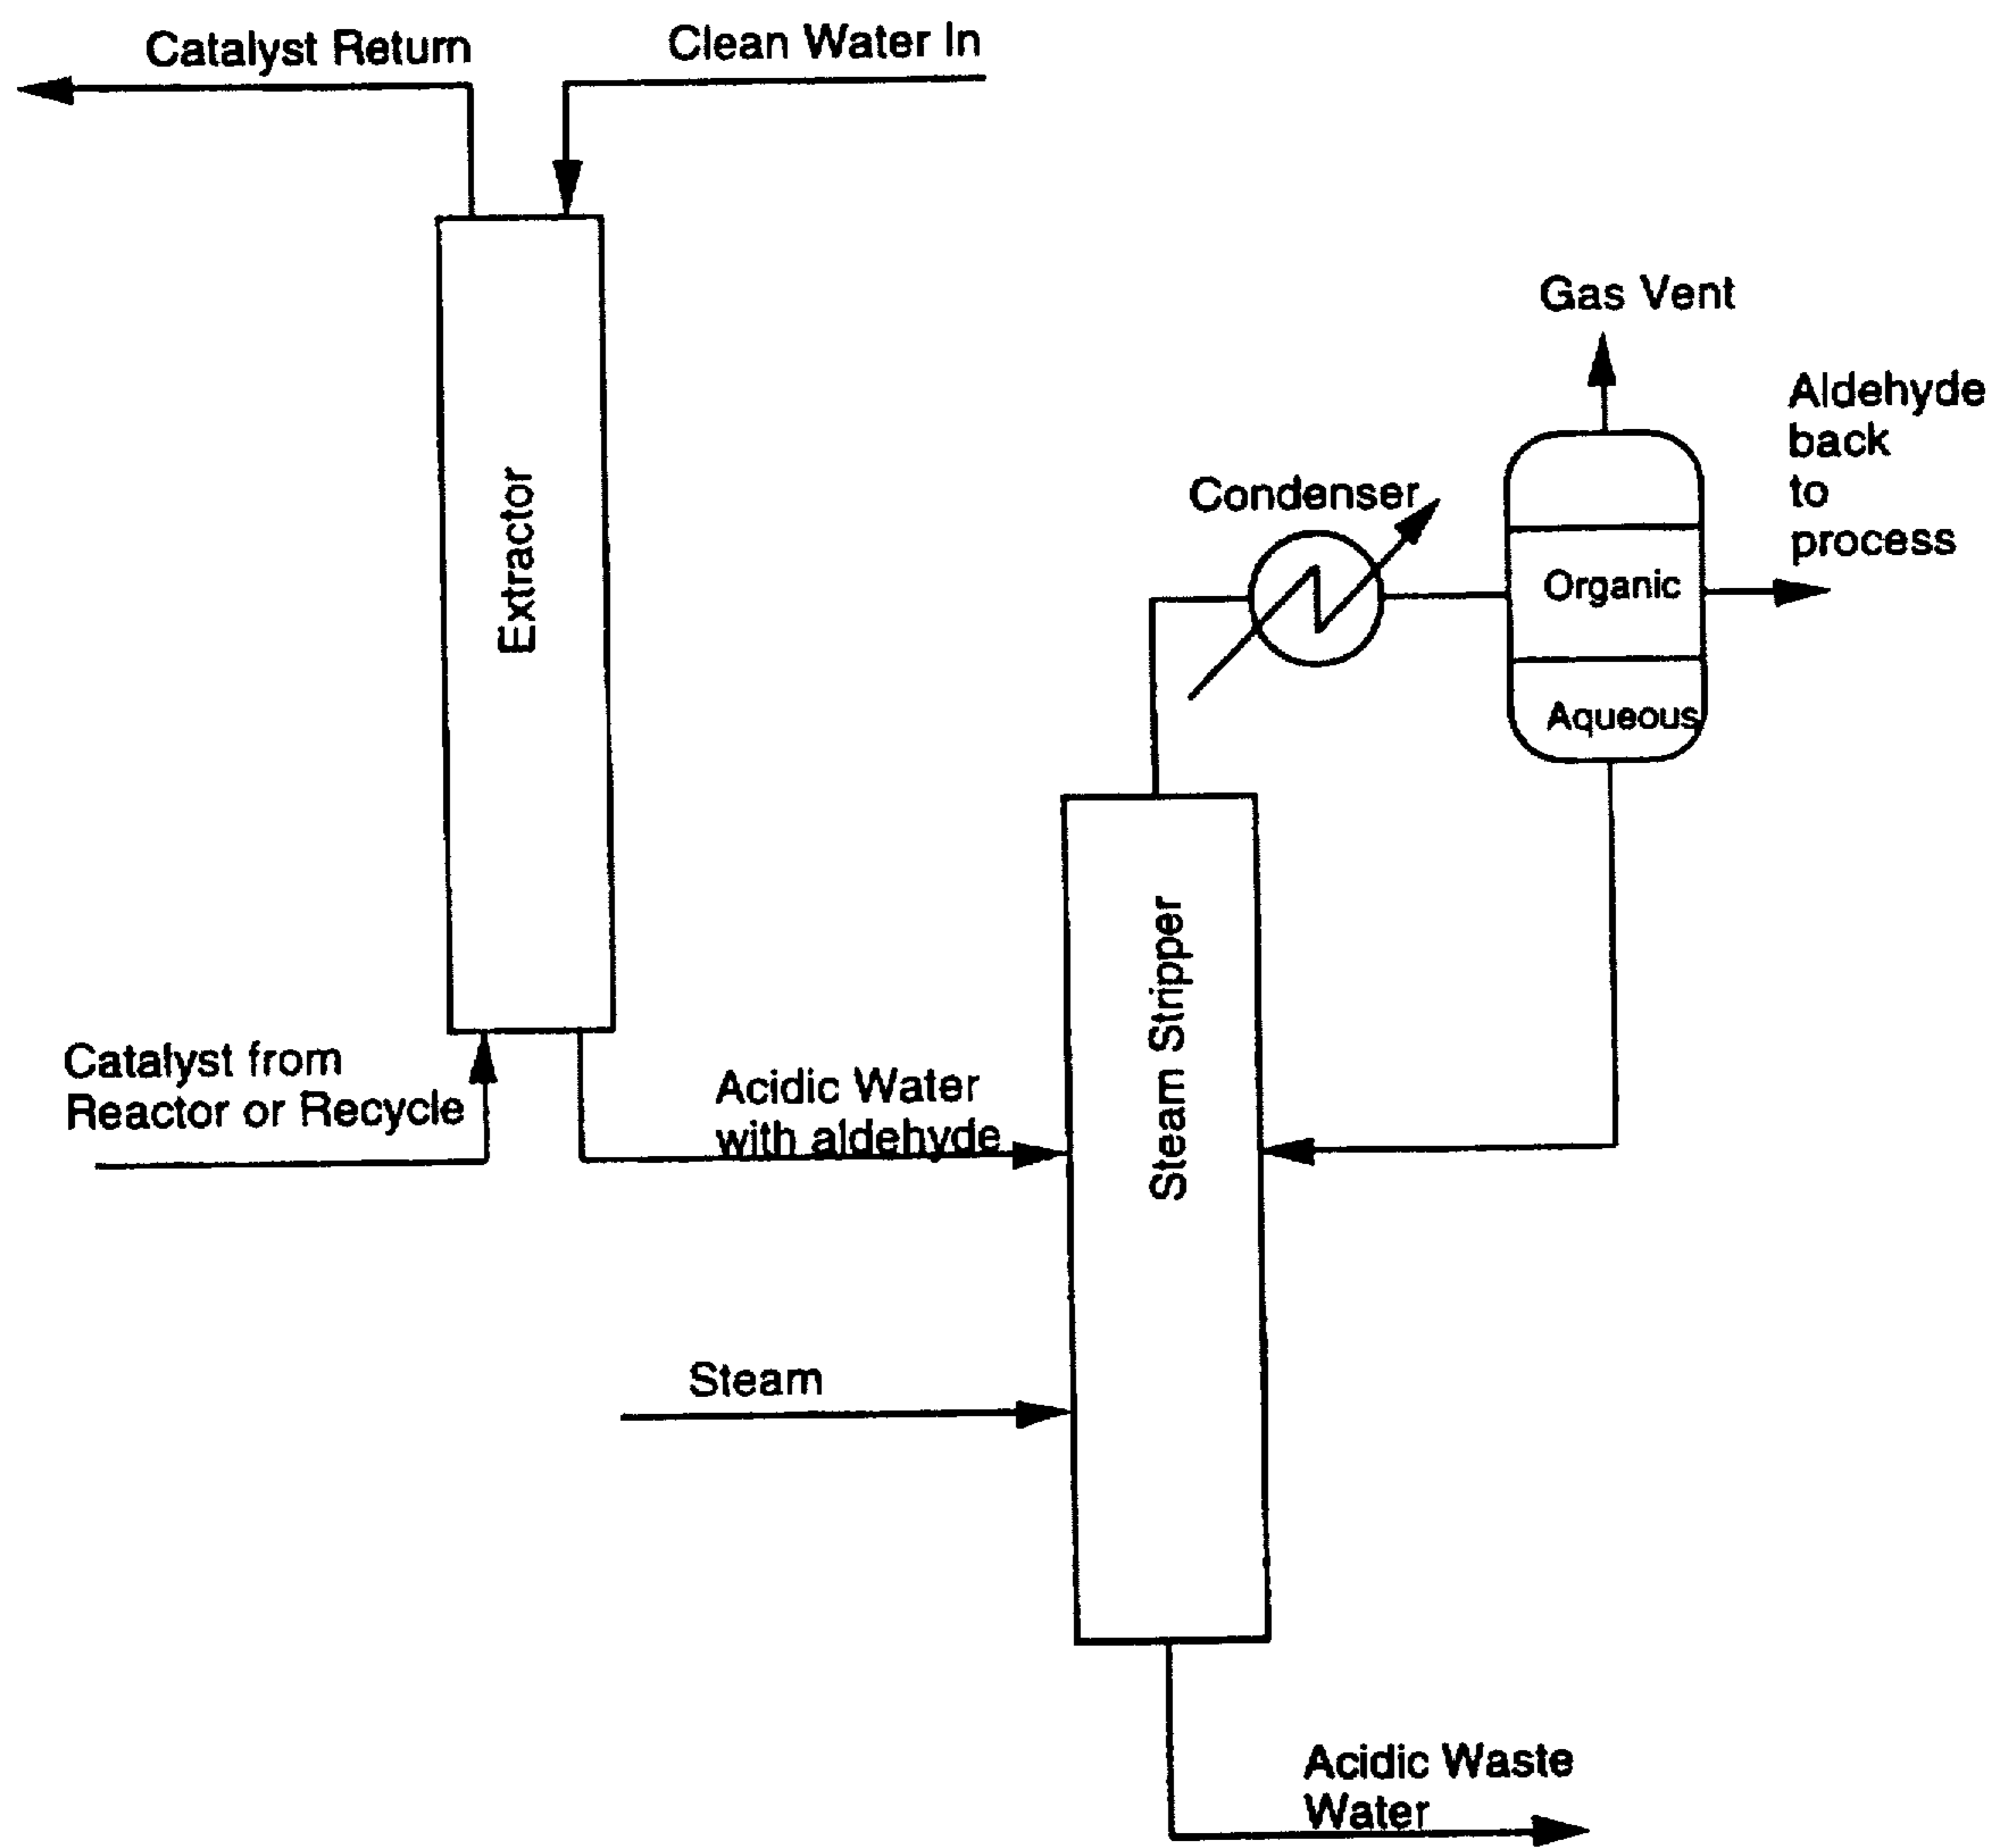 Catalyst Return
Clean Water In
Extractor
Gas Vent
Aldehyde
back
to
process
Condenser
Organic
Aqueous
Catalyst from
Reactor or Recycle
Acidic Water
with aldehyde
Steam Stripper
Steam
Acidic Waste
Water